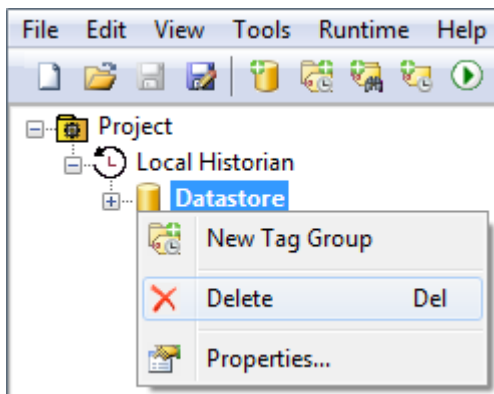 File Edit View Tools Runtime Help
Project
Local Historian
Datastore
New Tag Group
Delete Del
Properties...